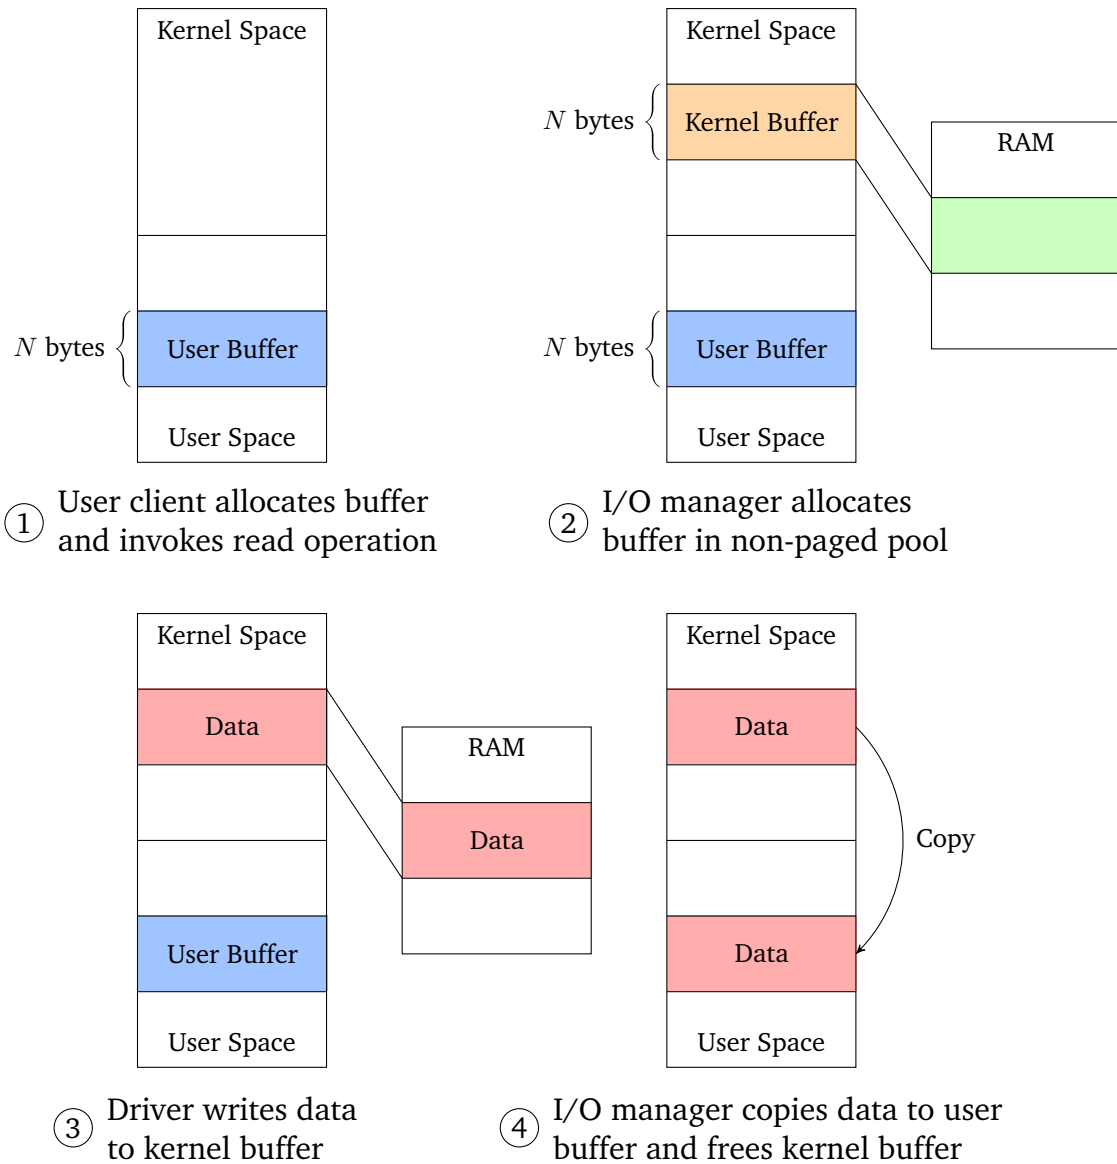 Kernel Space
N bytes
User Buffer
User Space
1
User client allocates buffer
and invokes read operation
Kernel Space
N bytes
Kernel Buffer
RAM
N bytes
User Buffer
User Space
2
I/O manager allocates
buffer in non-paged pool
Kernel Space
Data
RAM
Data
User Buffer
User Space
3
Driver writes data
to kernel buffer
Kernel Space
Data
Copy
Data
User Space
4
I/O manager copies data to user
buffer and frees kernel buffer